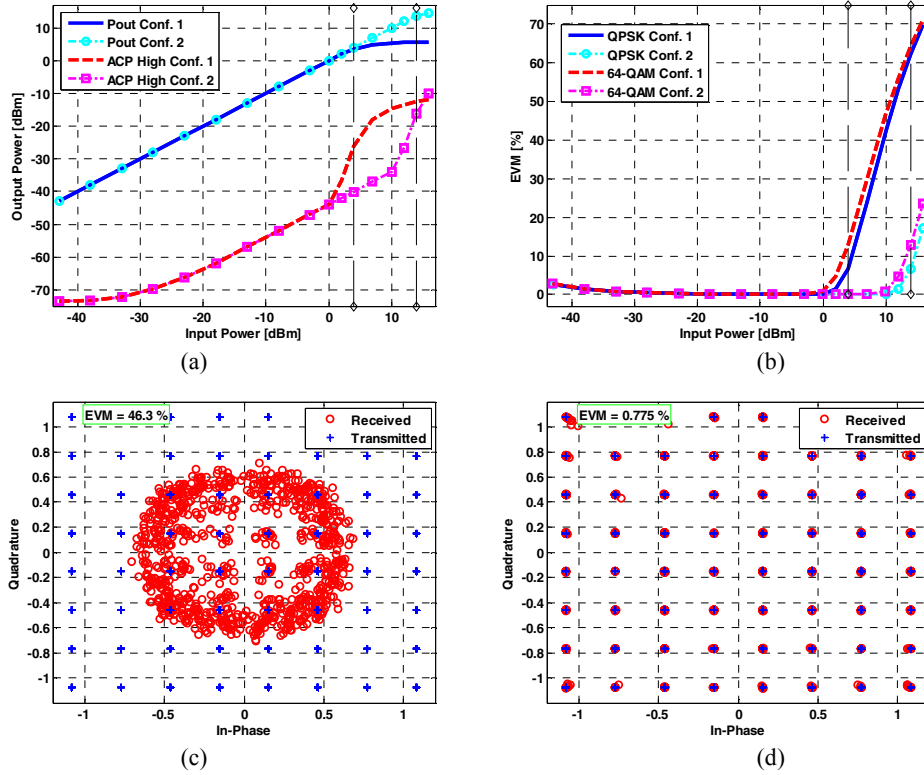 Pout Conf. 1
Pout Conf. 2
ACP High Conf. 1
ACP High Conf. 2
Output Power [dBm]
10
0
-10
-20
-30
-40
-50
-60
-70
-40 -30 -20 -10 0 10
Input Power [dBm]
(a)
QPSK Conf. 1
QPSK Conf. 2
64-QAM Conf. 1
64-QAM Conf. 2
EVM [%]
70
60
50
40
30
20
10
0
-40 -30 -20 -10 0 10
Input Power [dBm]
(b)
EVM = 46.3 %
Received
Transmitted
Quadrature
1
0.8
0.6
0.4
0.2
0
-0.2
-0.4
-0.6
-0.8
-1
-1 -0.5 0 0.5 1
In-Phase
(c)
EVM = 0.775 %
Received
Transmitted
Quadrature
1
0.8
0.6
0.4
0.2
0
-0.2
-0.4
-0.6
-0.8
-1
-1 -0.5 0 0.5 1
In-Phase
(d)